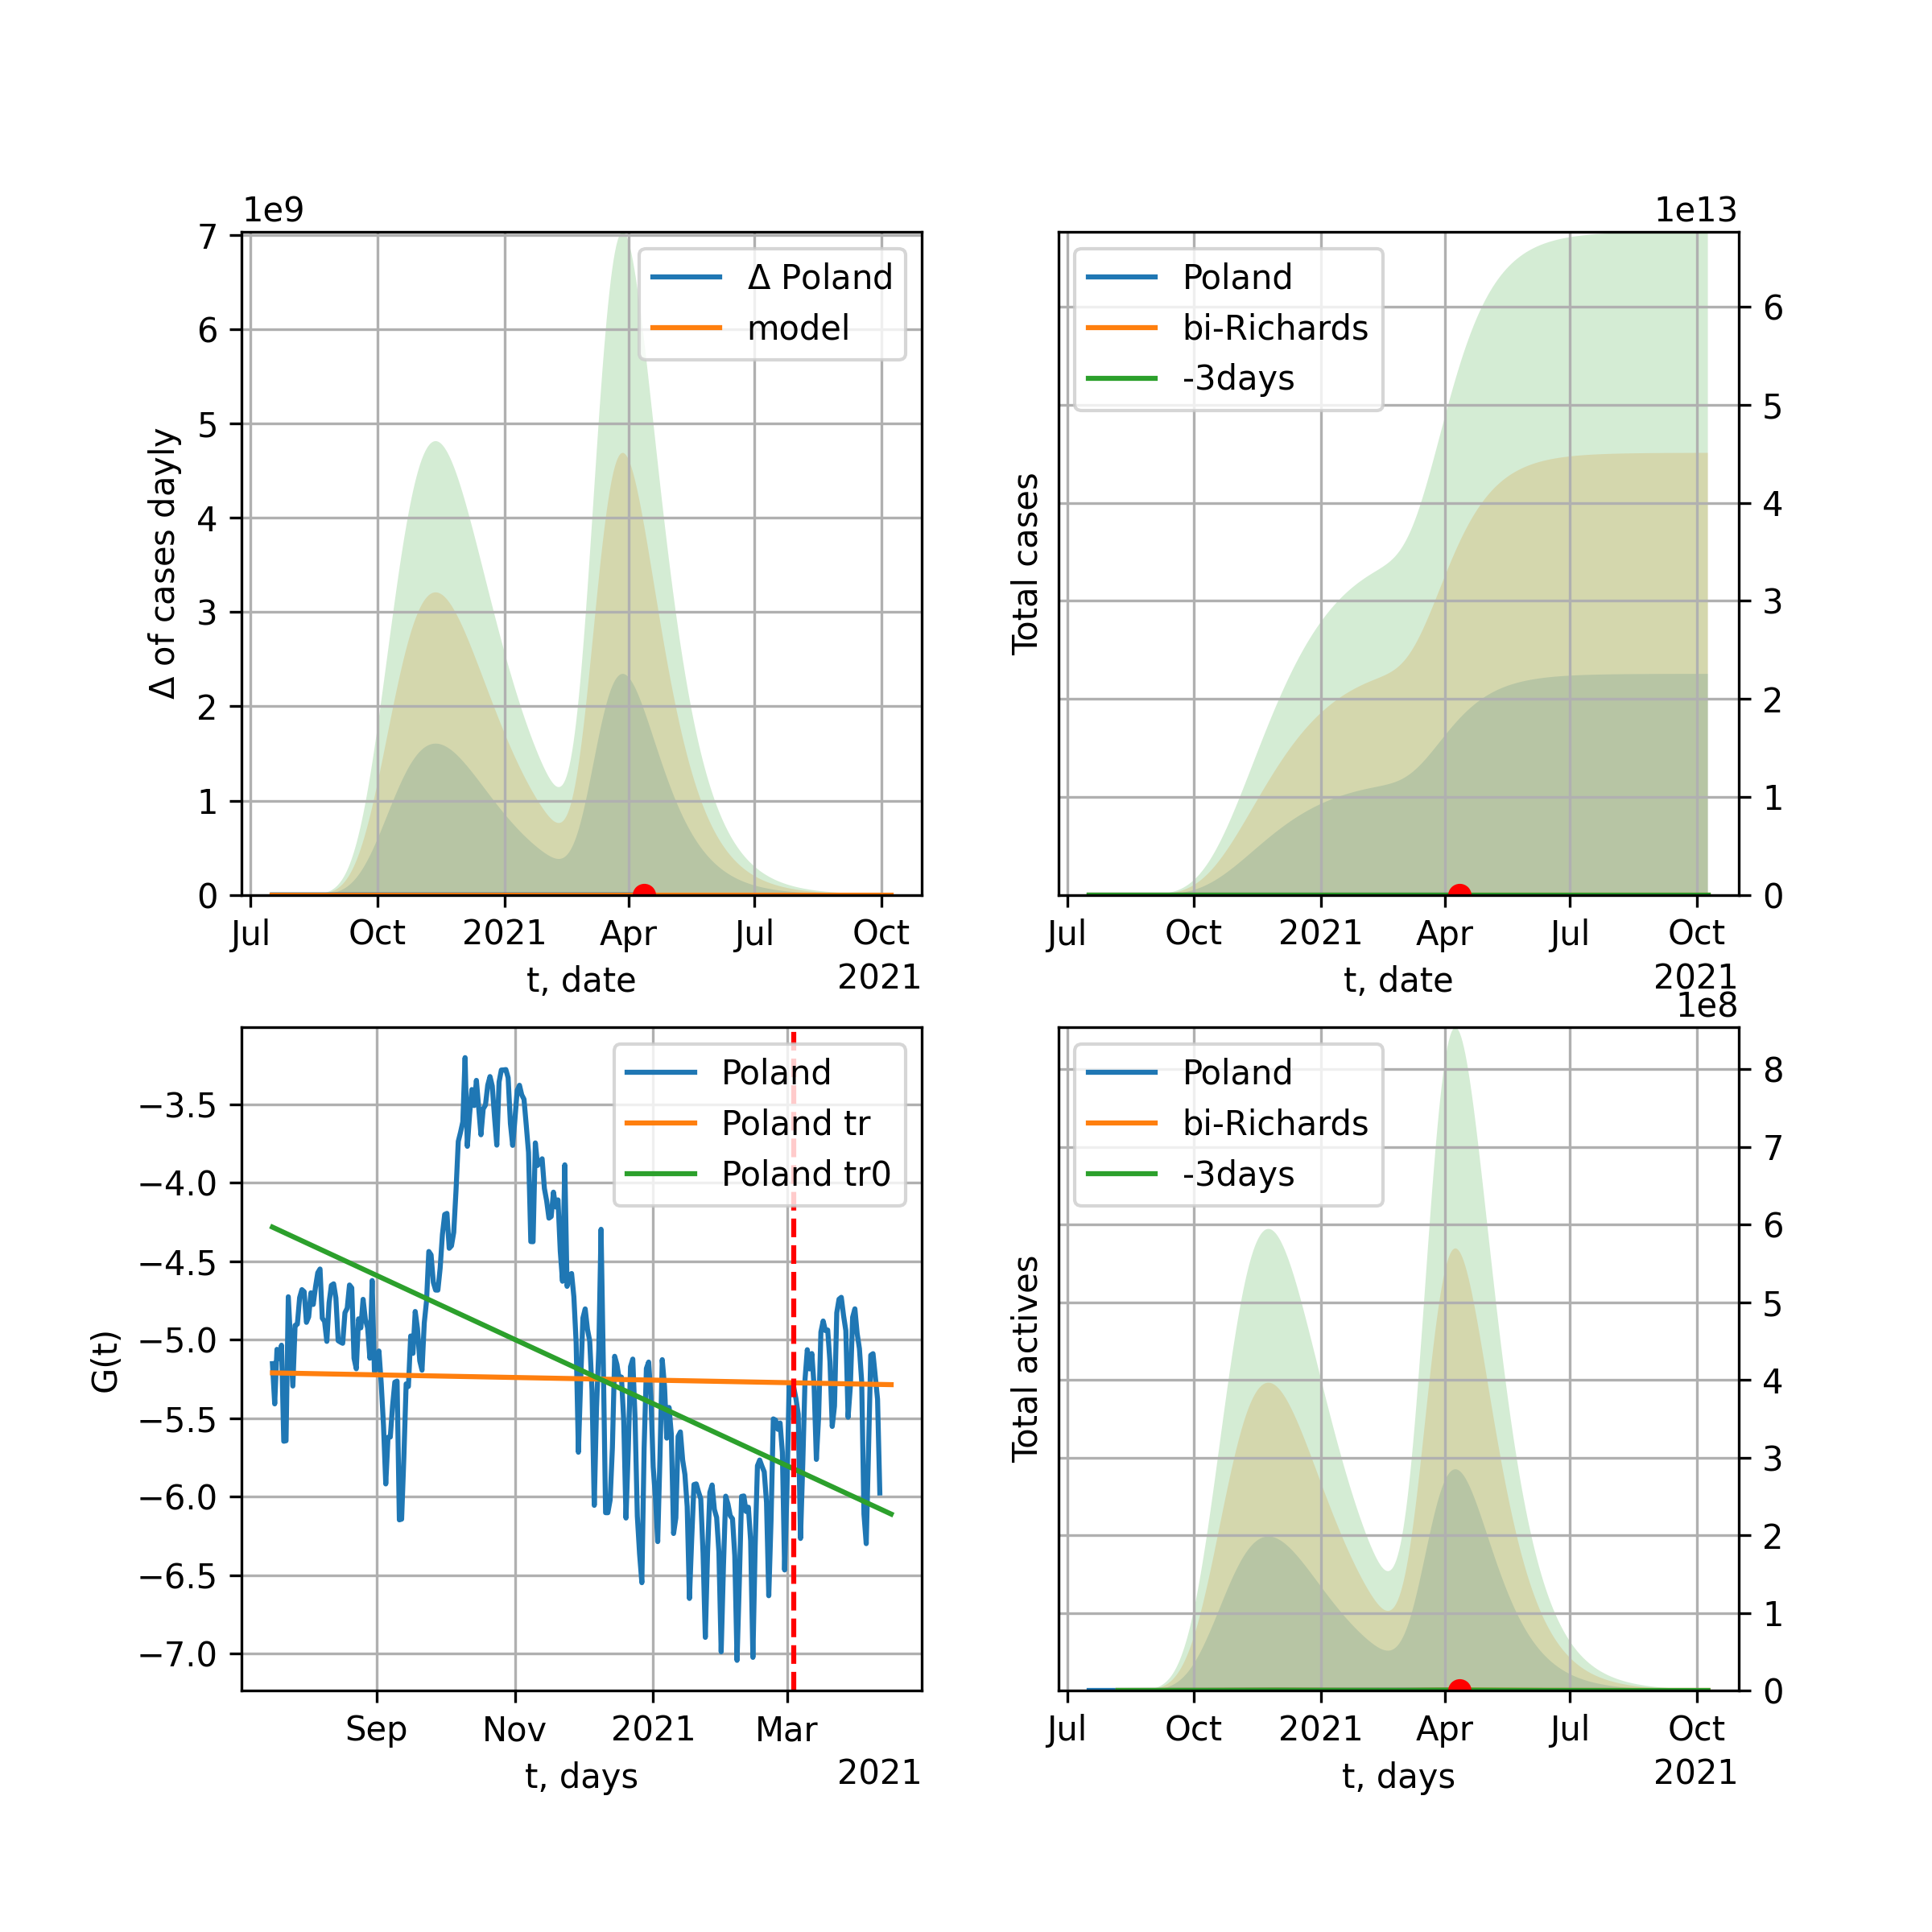 1e9
7
6
5
4
3
2
1
0
Δ of cases dayly
Δ Poland
model
Jul
Oct
2021
Apr
Jul
Oct
t, date
2021
1e13
6
5
4
3
2
1
0
Total cases
Poland
bi-Richards
-3days
Jul
Oct
2021
Apr
Jul
Oct
t, date
2021
−3.5
−4.0
−4.5
−5.0
−5.5
−6.0
−6.5
−7.0
G(t)
Poland
Poland tr
Poland tr0
Sep
Nov
2021
Mar
t, days
2021
1e8
8
7
6
5
4
3
2
1
0
Total actives
Poland
bi-Richards
-3days
Jul
Oct
2021
Apr
Jul
Oct
t, days
2021